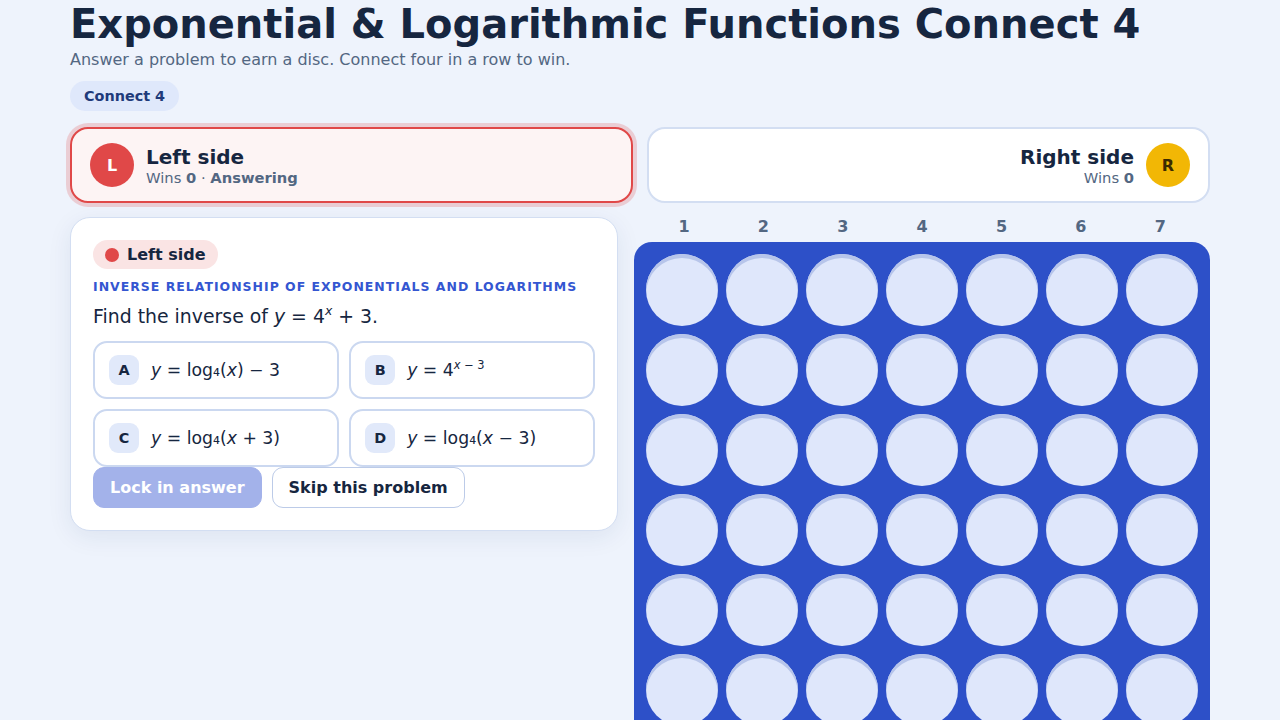 Exponential & Logarithmic Functions Connect 4
Answer a problem to earn a disc. Connect four in a row to win.
Connect 4
L
Left side
Wins 0 · Answering
Right side
Wins 0
R
Left side
INVERSE RELATIONSHIP OF EXPONENTIALS AND LOGARITHMS
Find the inverse of y = 4ˣ + 3.
A y = log₄(x) − 3
B y = 4ˣ ⁻ ³
C y = log₄(x + 3)
D y = log₄(x − 3)
Lock in answer
Skip this problem
1 2 3 4 5 6 7